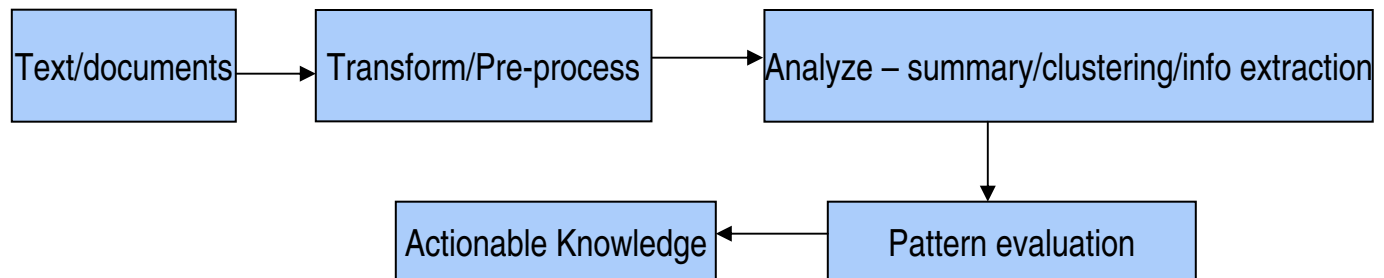 Text/documents
Transform/Pre-process
Analyze – summary/clustering/info extraction
Actionable Knowledge
Pattern evaluation